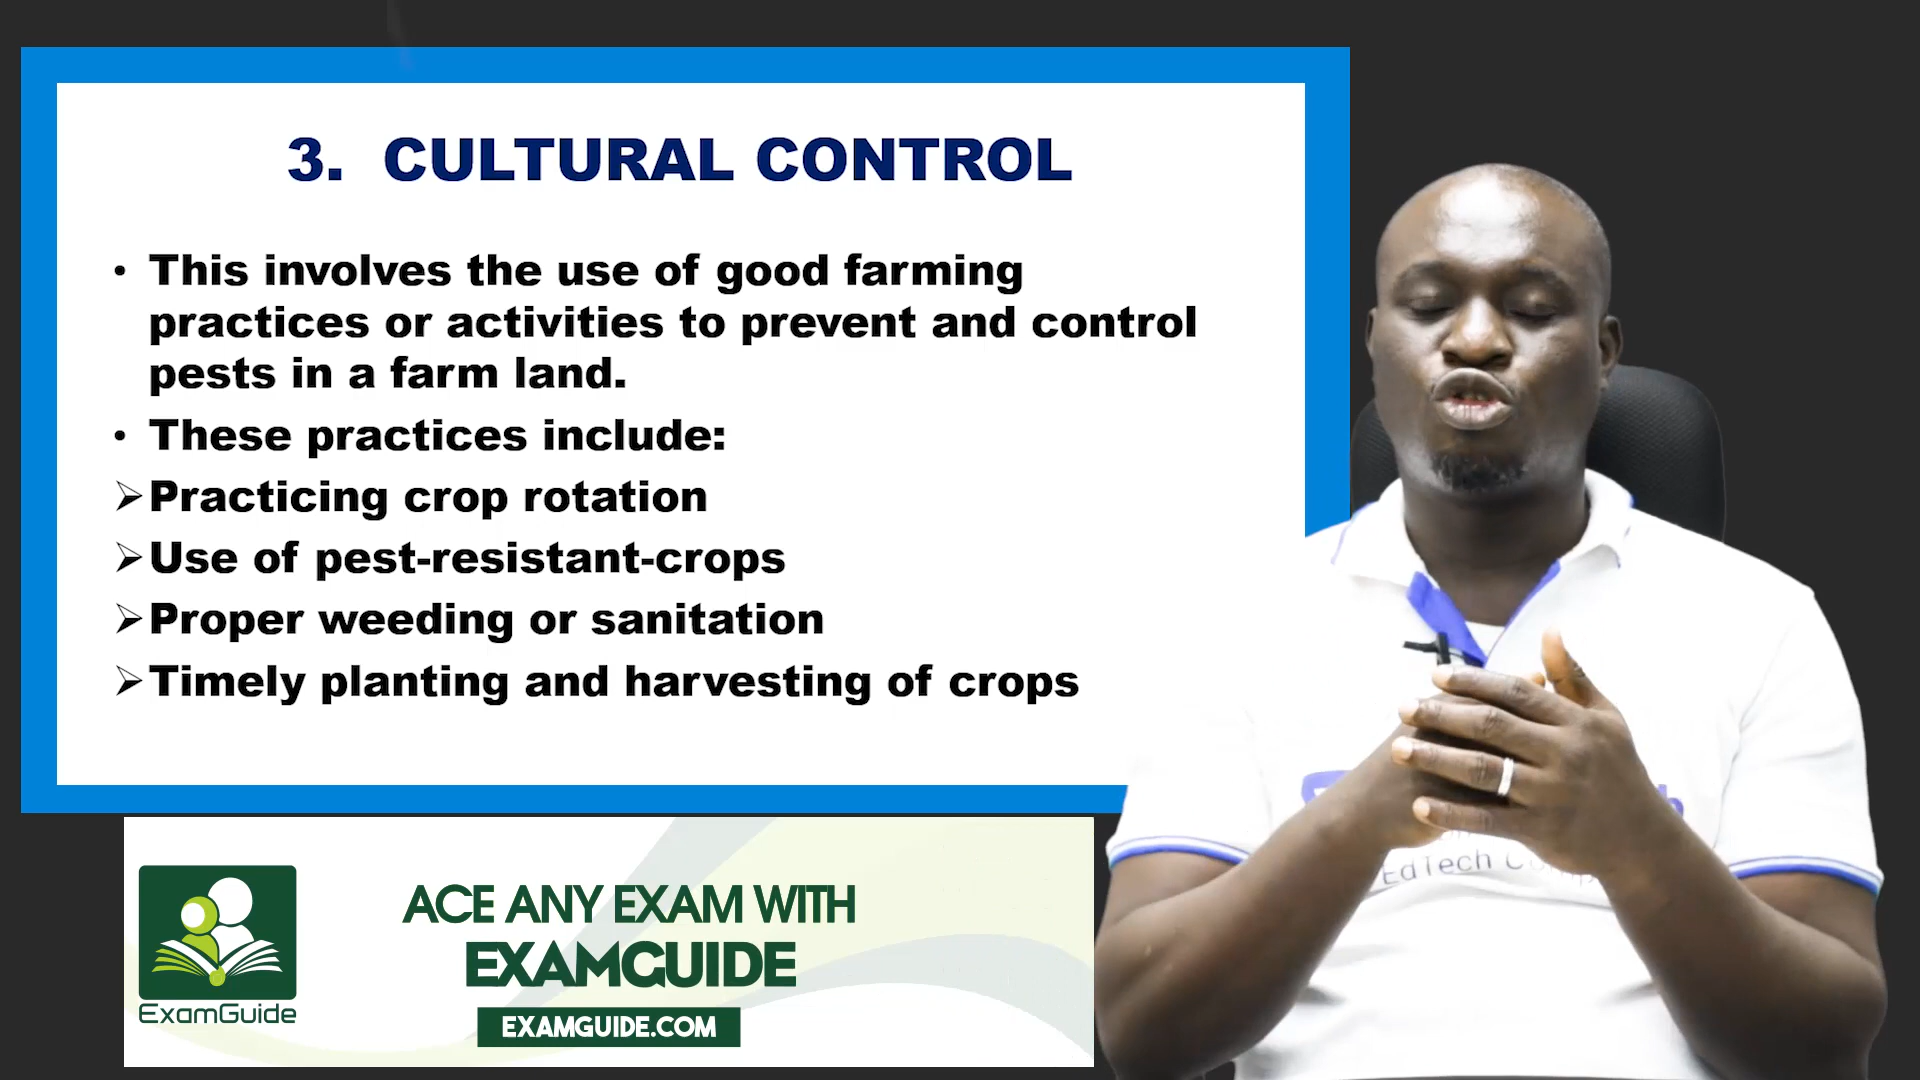 3. CULTURAL CONTROL
• This involves the use of good farming
practices or activities to prevent and control
pests in a farm land.
• These practices include:
➢Practicing crop rotation
➢Use of pest-resistant-crops
➢Proper weeding or sanitation
➢Timely planting and harvesting of crops
ExamGuide
ACE ANY EXAM WITH
EXAMGUIDE
EXAMGUIDE.COM
EdTech